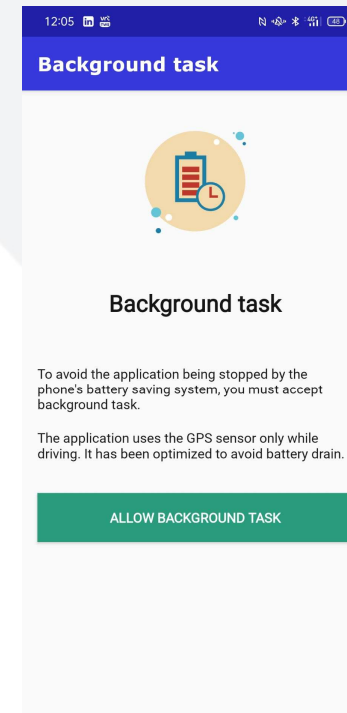 12:05
48
Background task
Background task
To avoid the application being stopped by the
phone's battery saving system, you must accept
background task.
The application uses the GPS sensor only while
driving. It has been optimized to avoid battery drain.
ALLOW BACKGROUND TASK